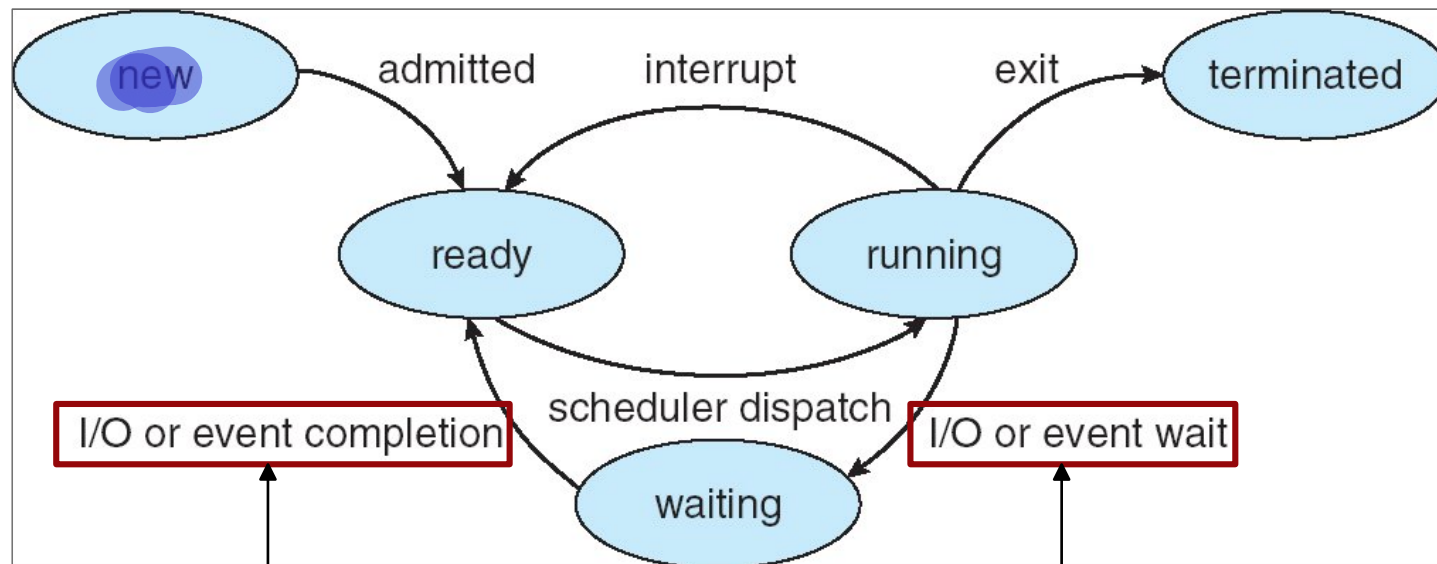 new
admitted
interrupt
exit
terminated
ready
running
scheduler dispatch
I/O or event completion
I/O or event wait
waiting